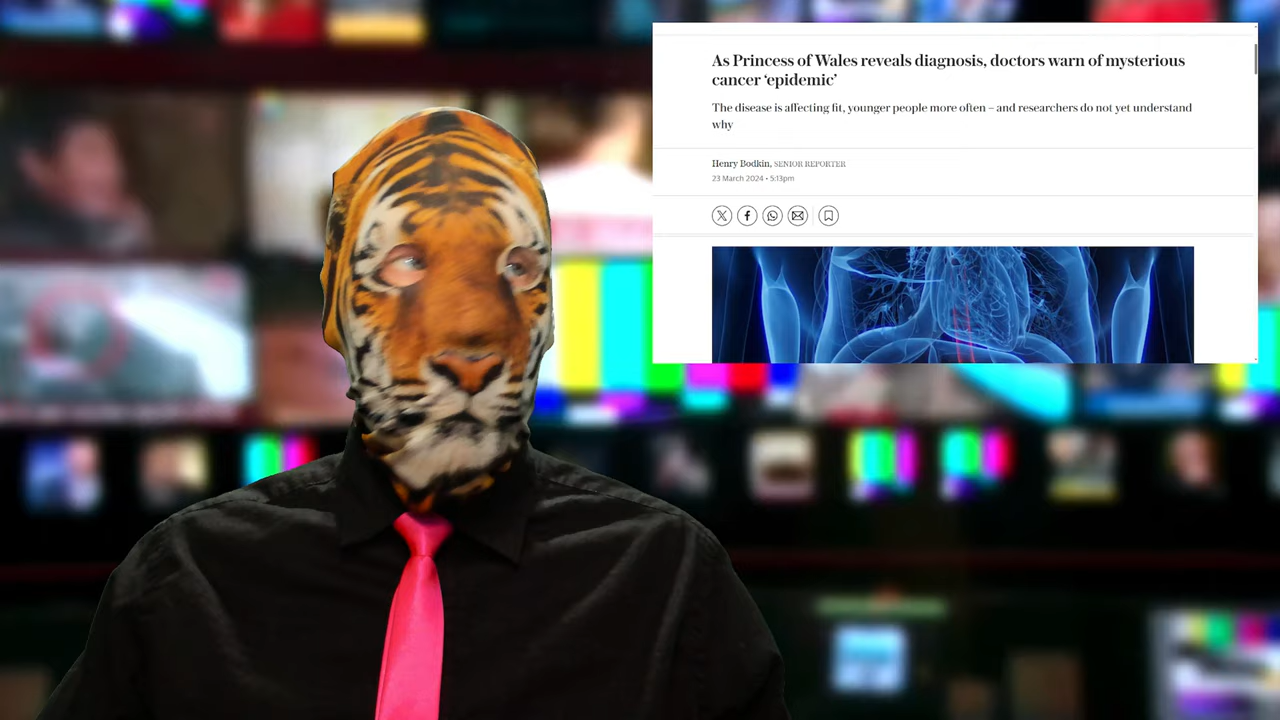 As Princess of Wales reveals diagnosis, doctors warn of mysterious
cancer ‘epidemic’
The disease is affecting fit, younger people more often – and researchers do not yet understand
why
Henry Bodkin, SENIOR REPORTER
23 March 2024 • 5:13pm